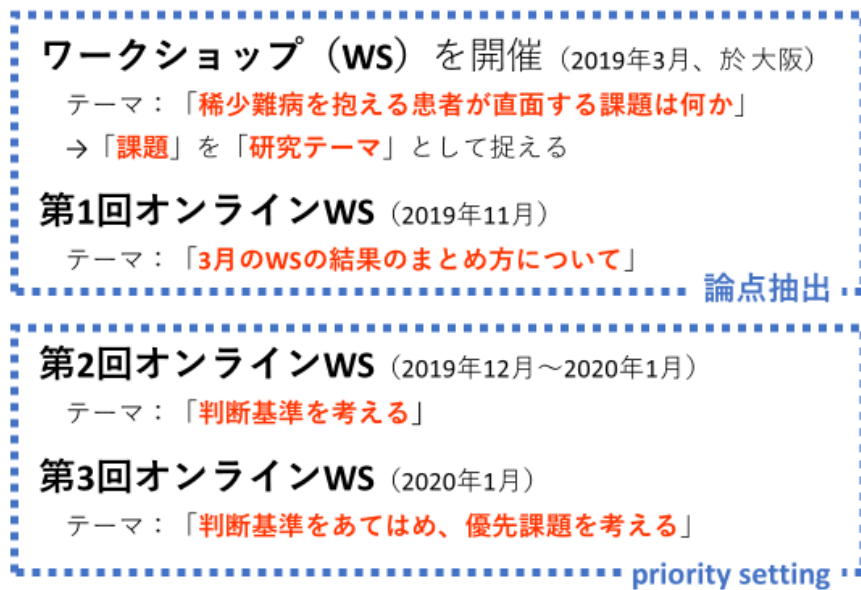 ワークショップ（WS）を開催（2019年3月、於 大阪）
テーマ：「稀少難病を抱える患者が直面する課題は何か」
→「課題」を「研究テーマ」として捉える
第1回オンラインWS（2019年11月）
テーマ：「3月のWSの結果のまとめ方について」
論点抽出
第2回オンラインWS（2019年12月～2020年1月）
テーマ：「判断基準を考える」
第3回オンラインWS（2020年1月）
テーマ：「判断基準をあてはめ、優先課題を考える」
priority setting